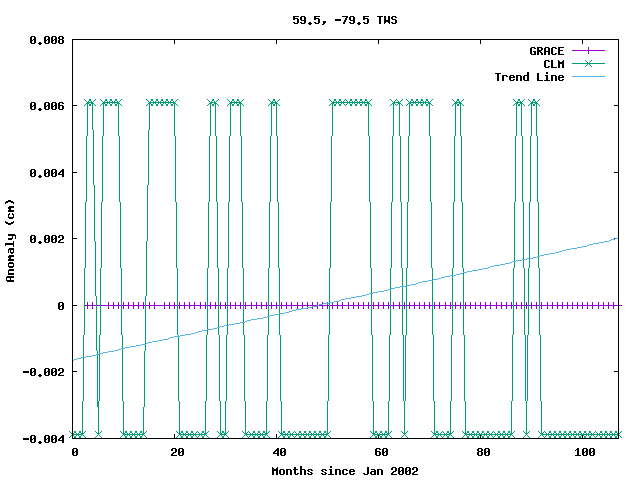 59.5, -79.5 TWS
0.008
GRACE
CLM
Trend Line
0.006
0.004
0.002
0
-0.002
-0.004
Anomaly (cm)
0 20 40 60 80 100
Months since Jan 2002